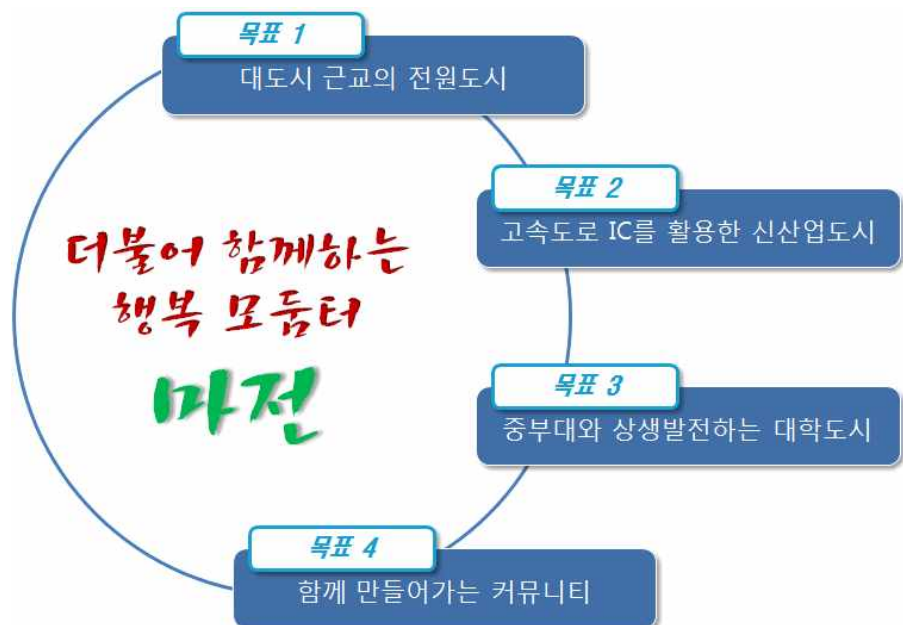 목표 1
대도시 근교의 전원도시
목표 2
고속도로 IC를 활용한 신산업도시
더불어 함께하는
행복 모둠터
마전
목표 3
중부대와 상생발전하는 대학도시
목표 4
함께 만들어가는 커뮤니티